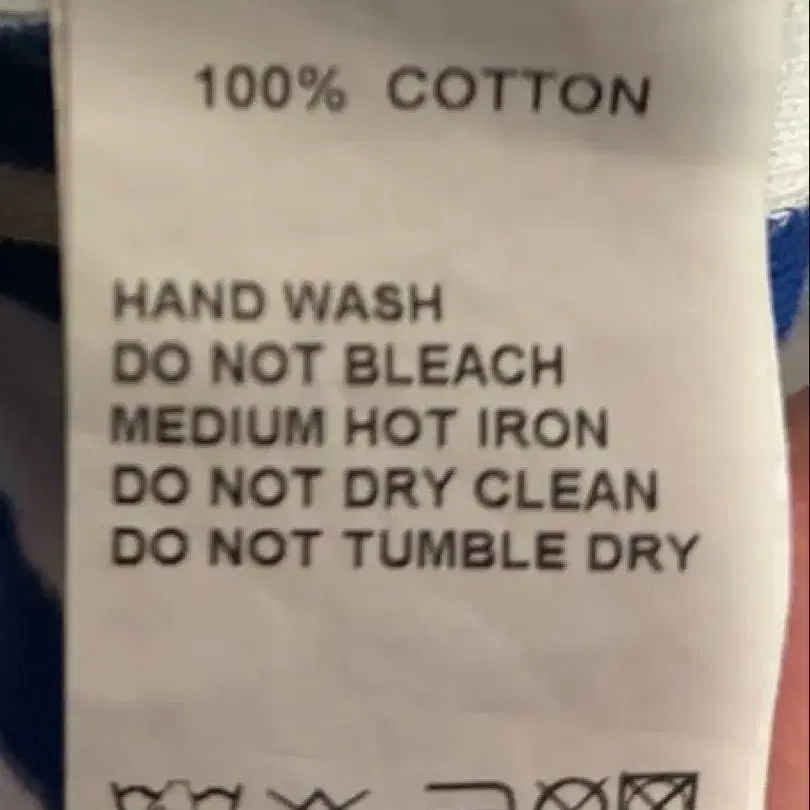 100% COTTON
HAND WASH
DO NOT BLEACH
MEDIUM HOT IRON
DO NOT DRY CLEAN
DO NOT TUMBLE DRY